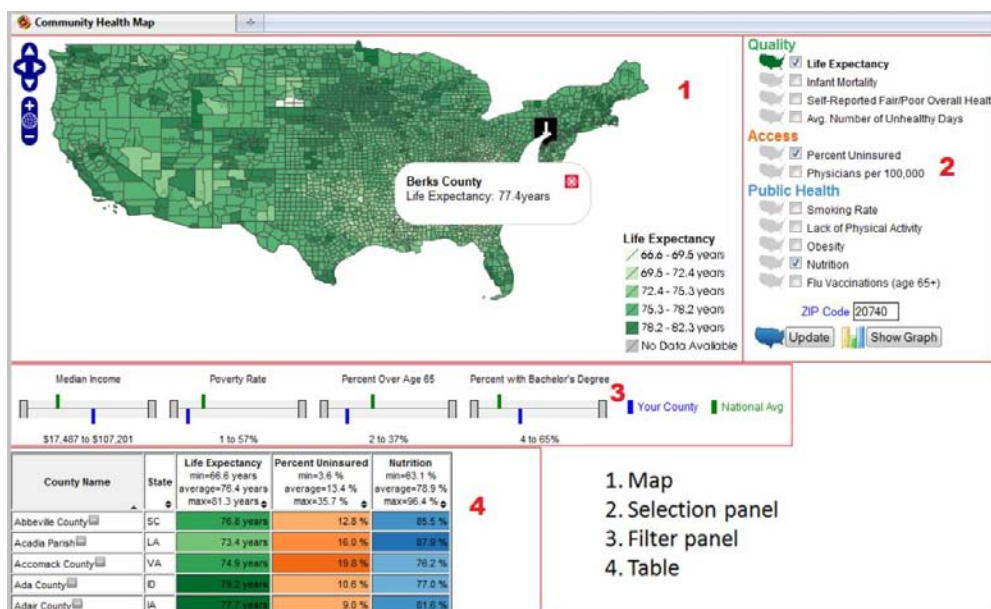 Community Health Map
1
Berks County
Life Expectancy: 77.4years
Life Expectancy
66.6 - 69.5 years
69.5 - 72.4 years
72.4 - 75.3 years
75.3 - 78.2 years
78.2 - 82.3 years
No Data Available
Quality
Life Expectancy
Infant Mortality
Self-Reported Fair/Poor Overall Healt
Avg. Number of Unhealthy Days
Access
Percent Uninsured
Physicians per 100,000
2
Public Health
Smoking Rate
Lack of Physical Activity
Obesity
Nutrition
Flu Vaccinations (age 65+)
ZIP Code 20740
Update Show Graph
Median Income Poverty Rate Percent Over Age 65 Percent with Bachelor's Degree
3
Your County National Avg
$17,487 to $107,201 1 to 57% 2 to 37% 4 to 65%
County Name State Life Expectancy Percent Uninsured Nutrition
min=66.6 years min=3.6 % min=63.1 %
average=76.4 years average=13.4 % average=78.9 %
max=81.3 years max=35.7 % max=96.4 %
4
Abbeville County SC 76.8 years 12.8 % 85.5 %
Acadia Parish LA 73.4 years 16.0 % 87.9 %
Accomack County VA 74.9 years 19.8 % 76.2 %
Ada County ID 79.2 years 10.6 % 77.0 %
Adair County IA 77.7 years 9.0 % 81.6 %
1. Map
2. Selection panel
3. Filter panel
4. Table